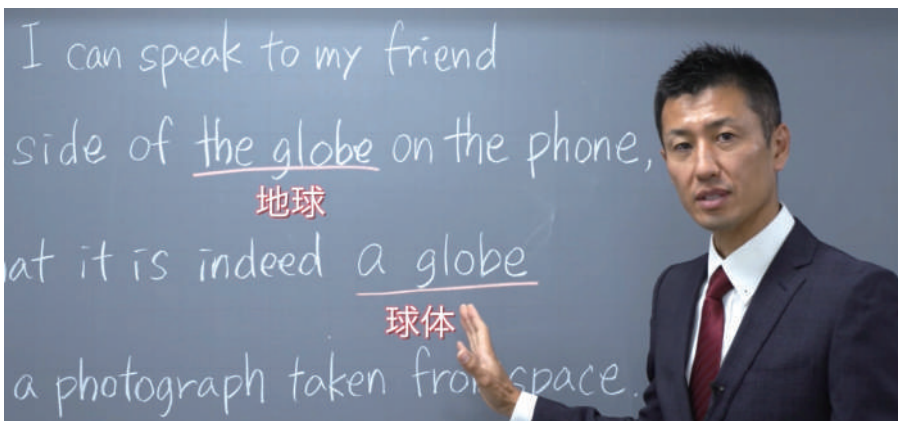 I can speak to my friend
side of the globe on the phone,
地球
at it is indeed a globe
球体
a photograph taken from space.